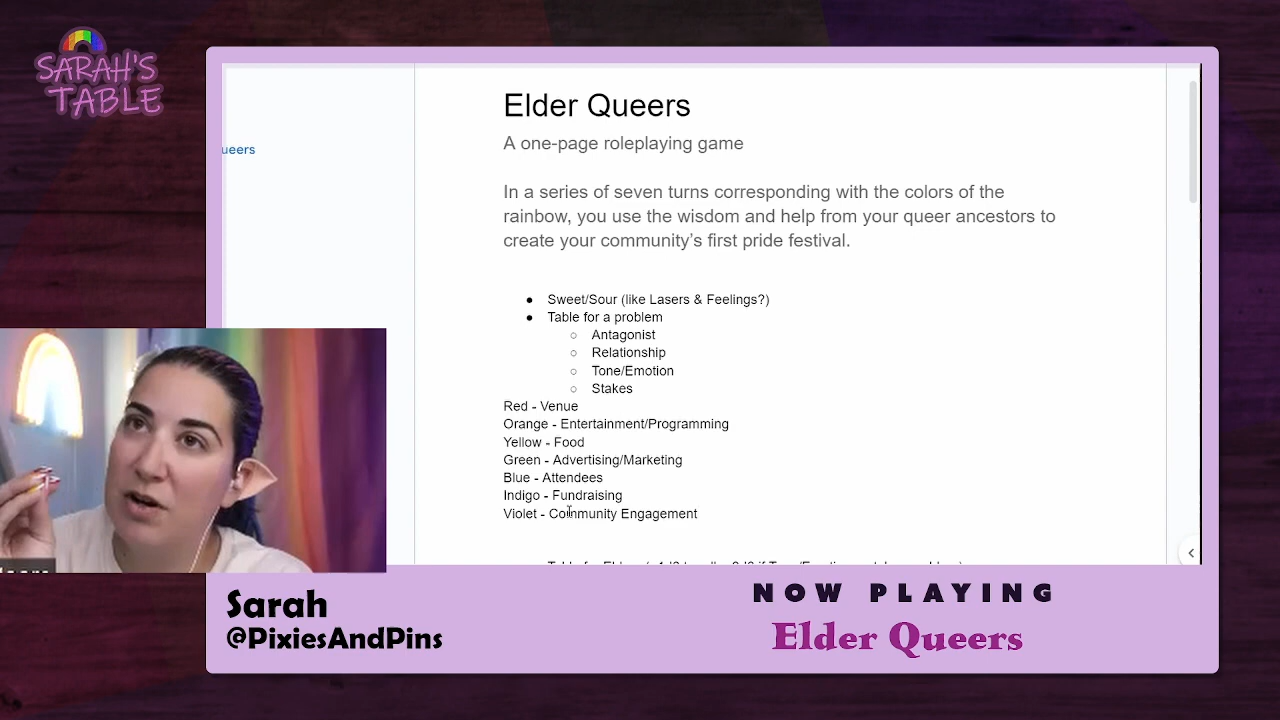 SARAH'S
TABLE
ueers
Elder Queers
A one-page roleplaying game
In a series of seven turns corresponding with the colors of the
rainbow, you use the wisdom and help from your queer ancestors to
create your community's first pride festival.
● Sweet/Sour (like Lasers & Feelings?)
● Table for a problem
○ Antagonist
○ Relationship
○ Tone/Emotion
○ Stakes
Red - Venue
Orange - Entertainment/Programming
Yellow - Food
Green - Advertising/Marketing
Blue - Attendees
Indigo - Fundraising
Violet - Community Engagement
Sarah
@PixiesAndPins
NOW PLAYING
Elder Queers